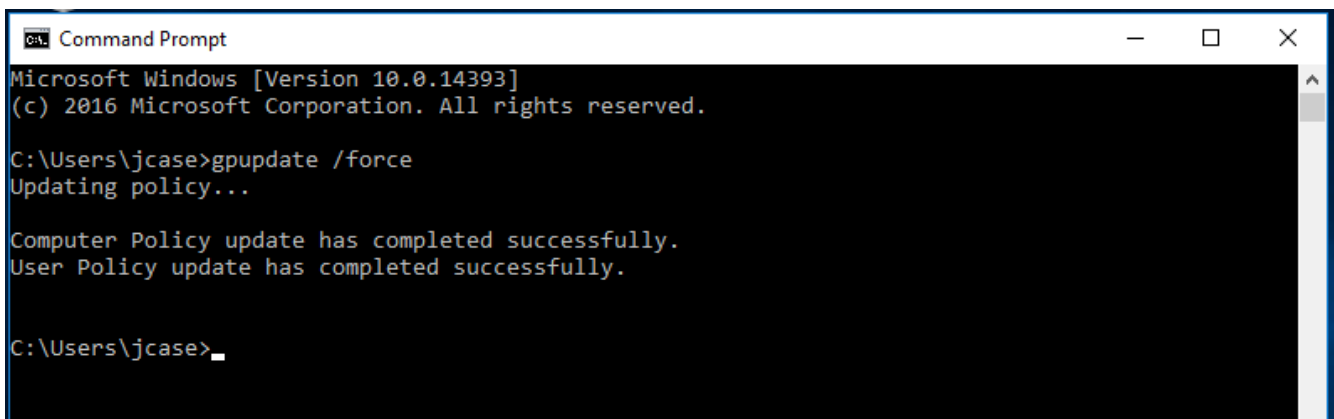 Command Prompt
Microsoft Windows [Version 10.0.14393]
(c) 2016 Microsoft Corporation. All rights reserved.
C:\Users\jcase>gpupdate /force
Updating policy...
Computer Policy update has completed successfully.
User Policy update has completed successfully.
C:\Users\jcase>